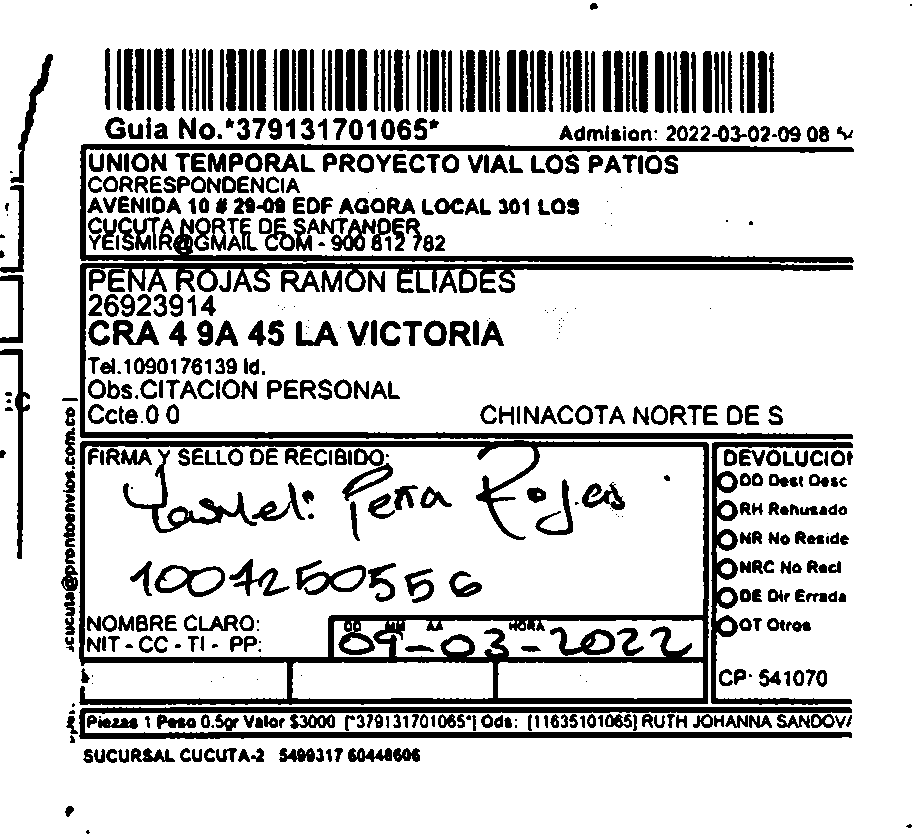 Guia No.*379131701065*
Admision: 2022-03-02-09 08
UNION TEMPORAL PROYECTO VIAL LOS PATIOS
CORRESPONDENCIA
AVENIDA 10 # 29-09 EDF AGORA LOCAL 301 LOS
CUCUTA NORTE DE SANTANDER
YEISMIR@GMAIL COM - 900 812 782
PENA ROJAS RAMON ELIADES
26923914
CRA 4 9A 45 LA VICTORIA
Tel.1090176139 Id.
Obs.CITACION PERSONAL
Ccte.0 0
CHINACOTA NORTE DE S
cucuta@prontoenvios.com.co |
FIRMA Y SELLO DE RECIBIDO:
Peña Rojas
1004250556
NOMBRE CLARO:
NIT - CC - TI - PP:
DD MM AA HORA
09-03-2022
DEVOLUCION
DD Dest Desc
RH Rehusado
NR No Reside
NRC No Recl
DE Dir Errada
OT Otros
CP: 541070
Piezas 1 Peso 0.5gr Valor $3000 [*379131701065*] Ods: [11635101065] RUTH JOHANNA SANDOVA
SUCURSAL CUCUTA-2 5499317 60448606